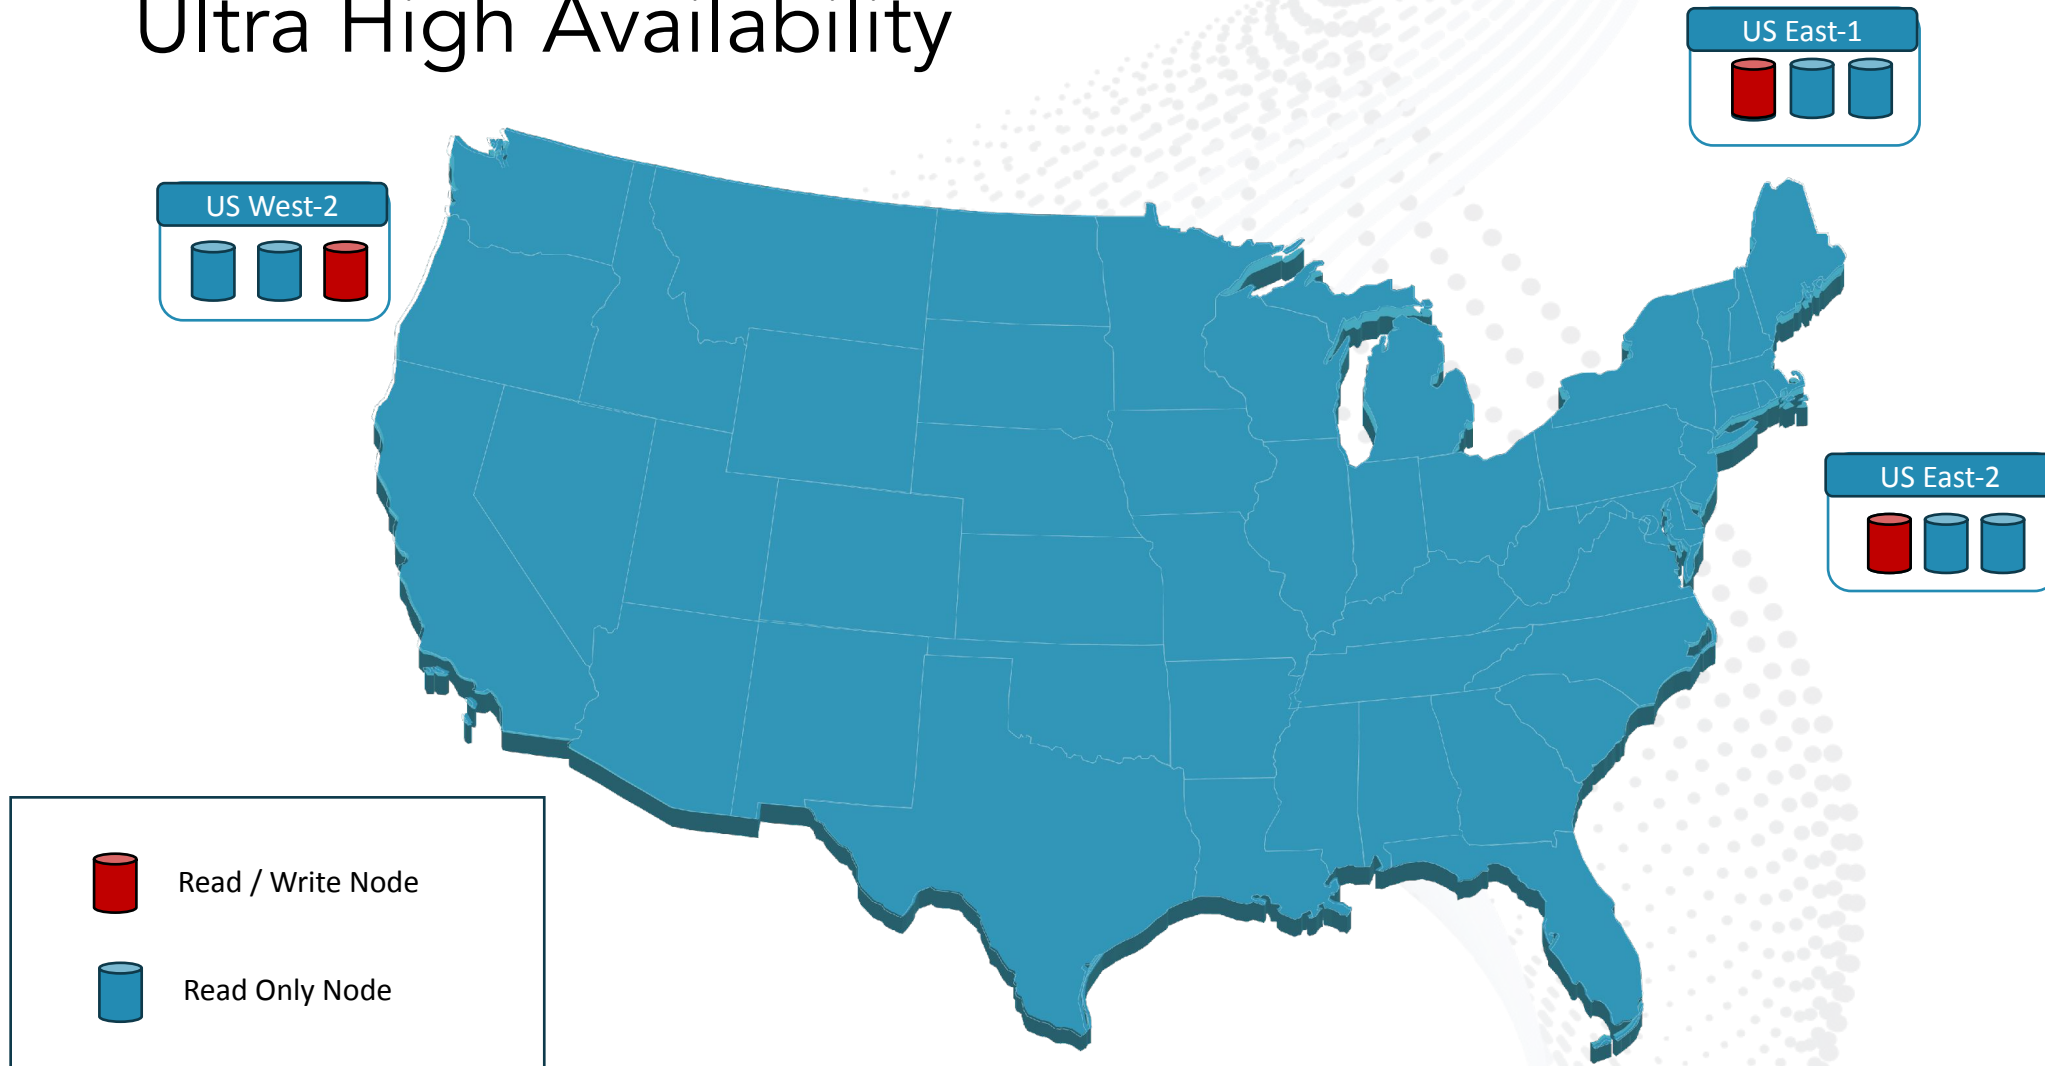 Ultra High Availability
US East-1
US West-2
US East-2
Read / Write Node
Read Only Node